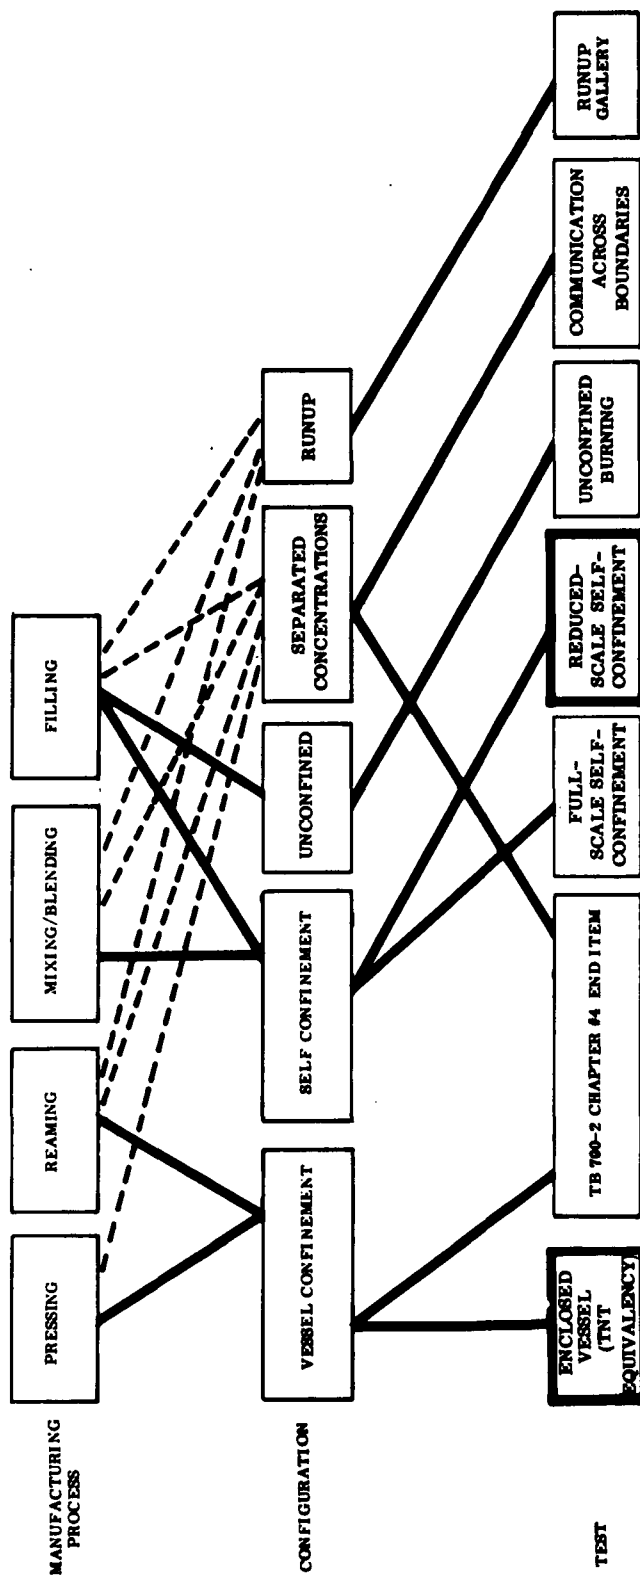 MANUFACTURING
PROCESS
PRESSING
REAMING
MIXING/BLENDING
FILLING
CONFIGURATION
VESSEL CONFINEMENT
SELF CONFINEMENT
UNCONFINED
SEPARATED
CONCENTRATIONS
RUNUP
TEST
ENCLOSED
VESSEL
(TNT
EQUIVALENCY)
TB 700-2 CHAPTER #4 END ITEM
FULL-
SCALE SELF-
CONFINEMENT
REDUCED-
SCALE SELF-
CONFINEMENT
UNCONFINED
BURNING
COMMUNICATION
ACROSS
BOUNDARIES
RUNUP
GALLERY